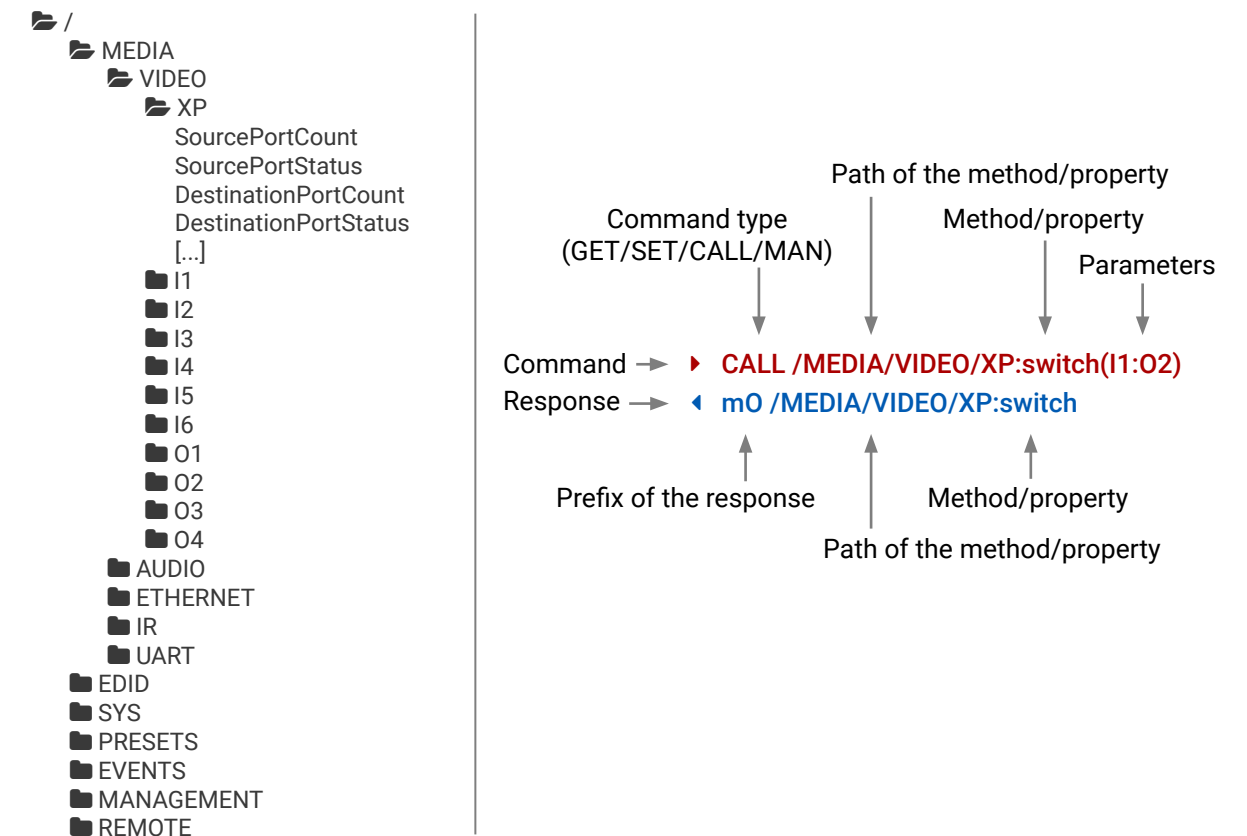 /
MEDIA
VIDEO
XP
SourcePortCount
SourcePortStatus
DestinationPortCount
DestinationPortStatus
[...]
I1
I2
I3
I4
I5
I6
O1
O2
O3
O4
AUDIO
ETHERNET
IR
UART
EDID
SYS
PRESETS
EVENTS
MANAGEMENT
REMOTE
Path of the method/property
Command type
(GET/SET/CALL/MAN)
Method/property
Parameters
Command
CALL /MEDIA/VIDEO/XP:switch(I1:O2)
Response
mO /MEDIA/VIDEO/XP:switch
Prefix of the response
Method/property
Path of the method/property